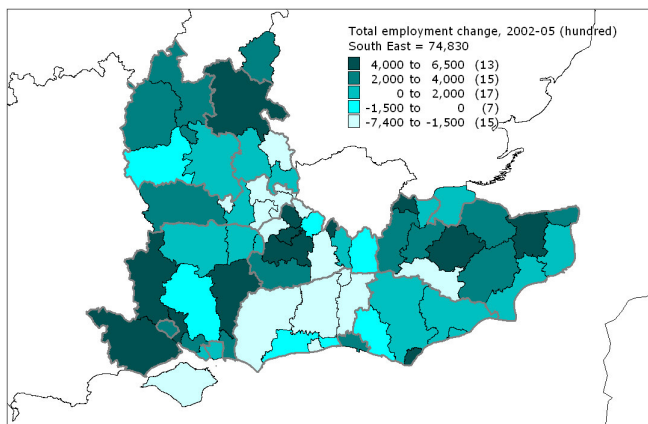 Total employment change, 2002-05 (hundred)
South East = 74,830
4,000 to 6,500 (13)
2,000 to 4,000 (15)
0 to 2,000 (17)
-1,500 to 0 (7)
-7,400 to -1,500 (15)